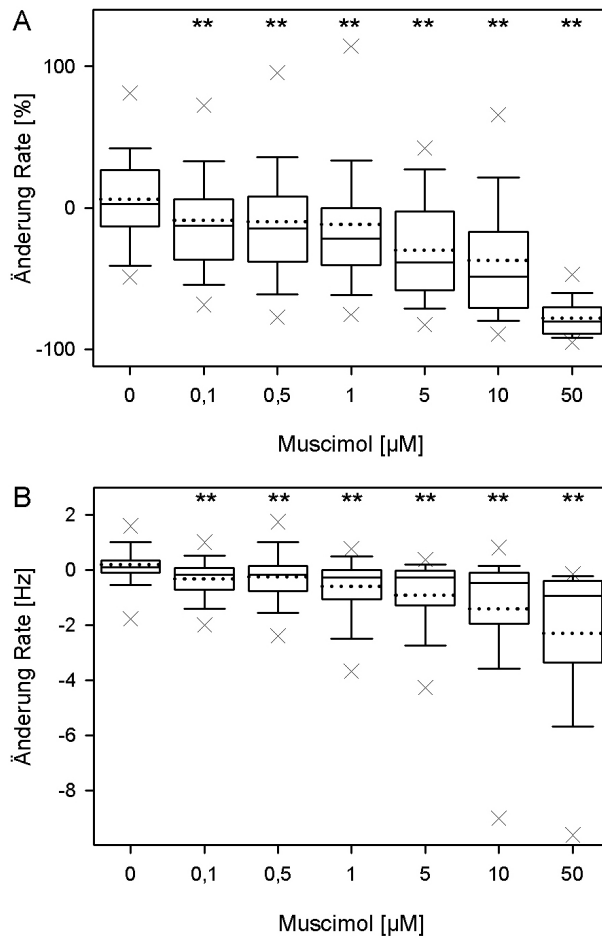 A
** ** ** ** ** **
Änderung Rate [%]
100
0
-100
0 0,1 0,5 1 5 10 50
Muscimol [µM]
B
** ** ** ** ** **
Änderung Rate [Hz]
2
0
-2
-4
-6
-8
0 0,1 0,5 1 5 10 50
Muscimol [µM]